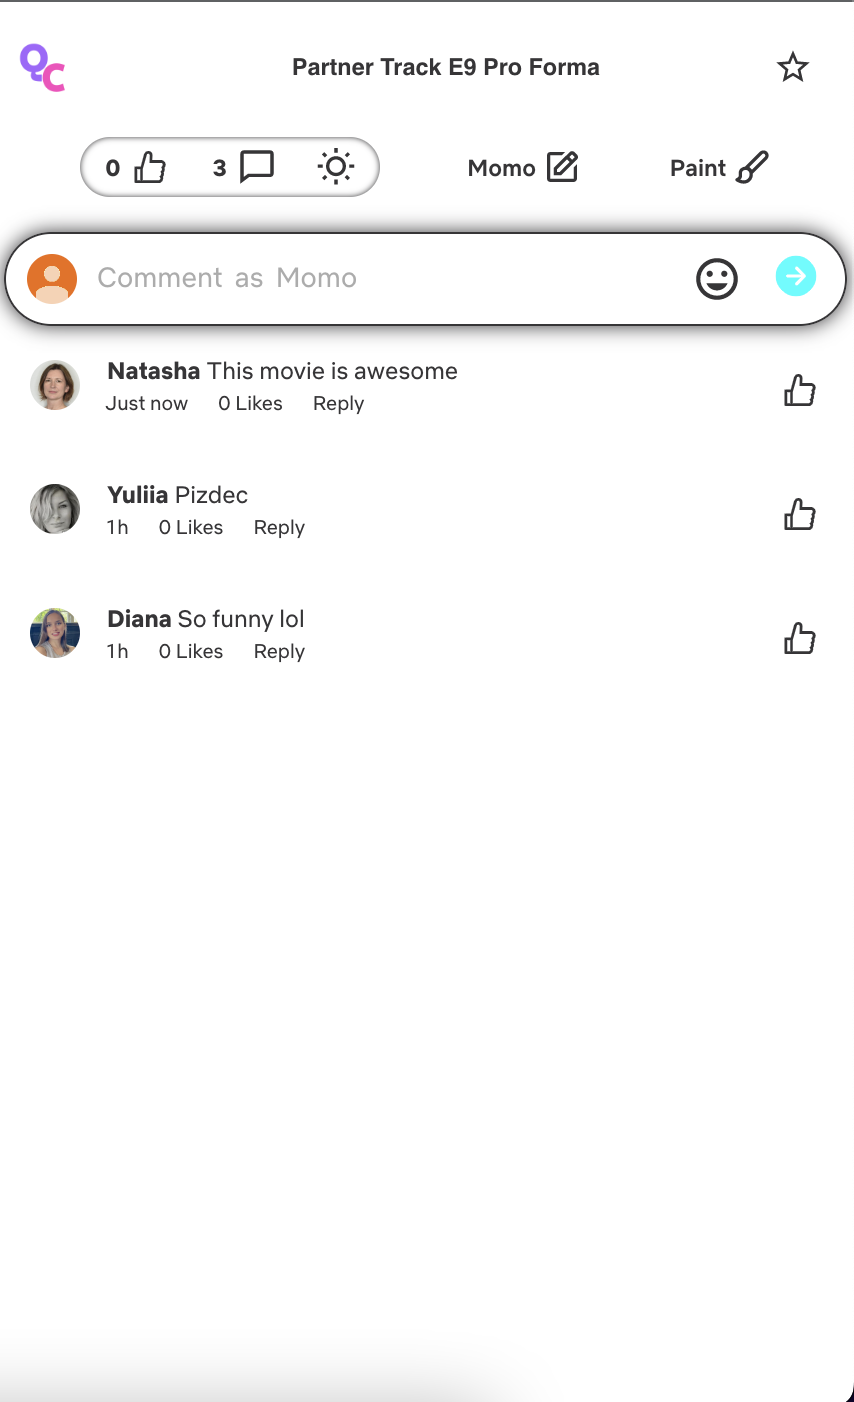 QC
Partner Track E9 Pro Forma
0 3 Momo Paint
Comment as Momo
Natasha This movie is awesome
Just now 0 Likes Reply
Yuliia Pizdec
1h 0 Likes Reply
Diana So funny lol
1h 0 Likes Reply